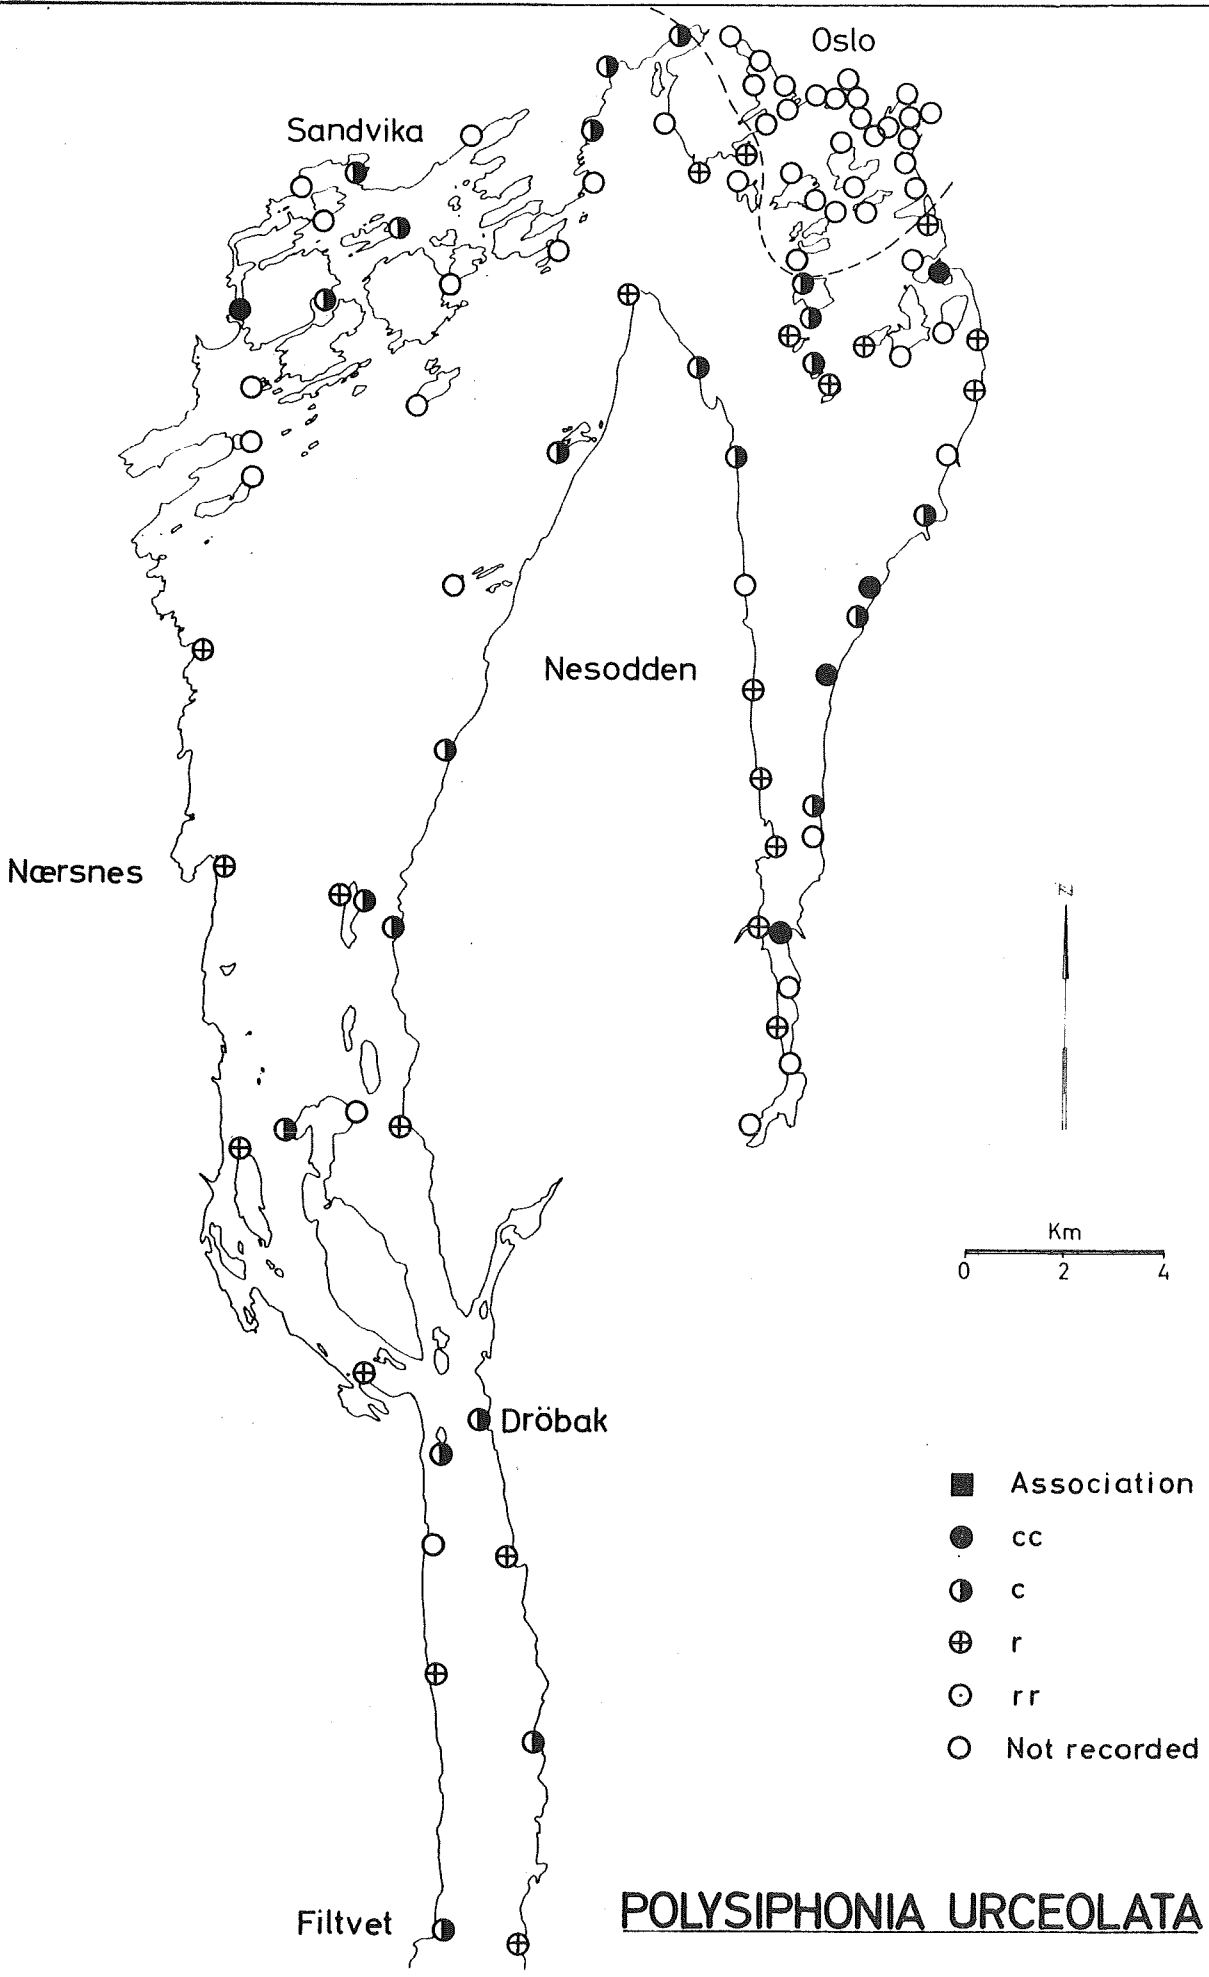 Oslo
Sandvika
Nesodden
Nærsnes
N
Km
0 2 4
Dröbak
Association
cc
c
r
rr
Not recorded
Filtvet
POLYSIPHONIA URCEOLATA